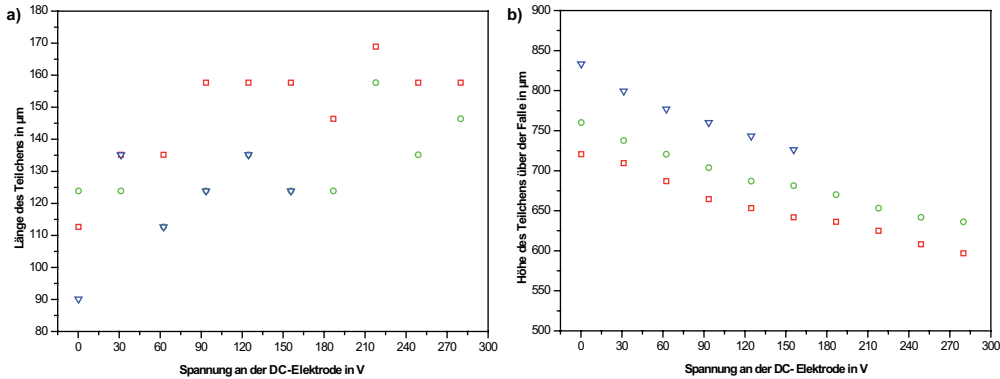 a)
180
170
160
150
140
130
120
110
100
90
80
Länge des Teilchens in µm
0 30 60 90 120 150 180 210 240 270 300
Spannung an der DC-Elektrode in V
b)
900
850
800
750
700
650
600
550
500
Höhe des Teilchens über der Falle in µm
0 30 60 90 120 150 180 210 240 270 300
Spannung an der DC- Elektrode in V